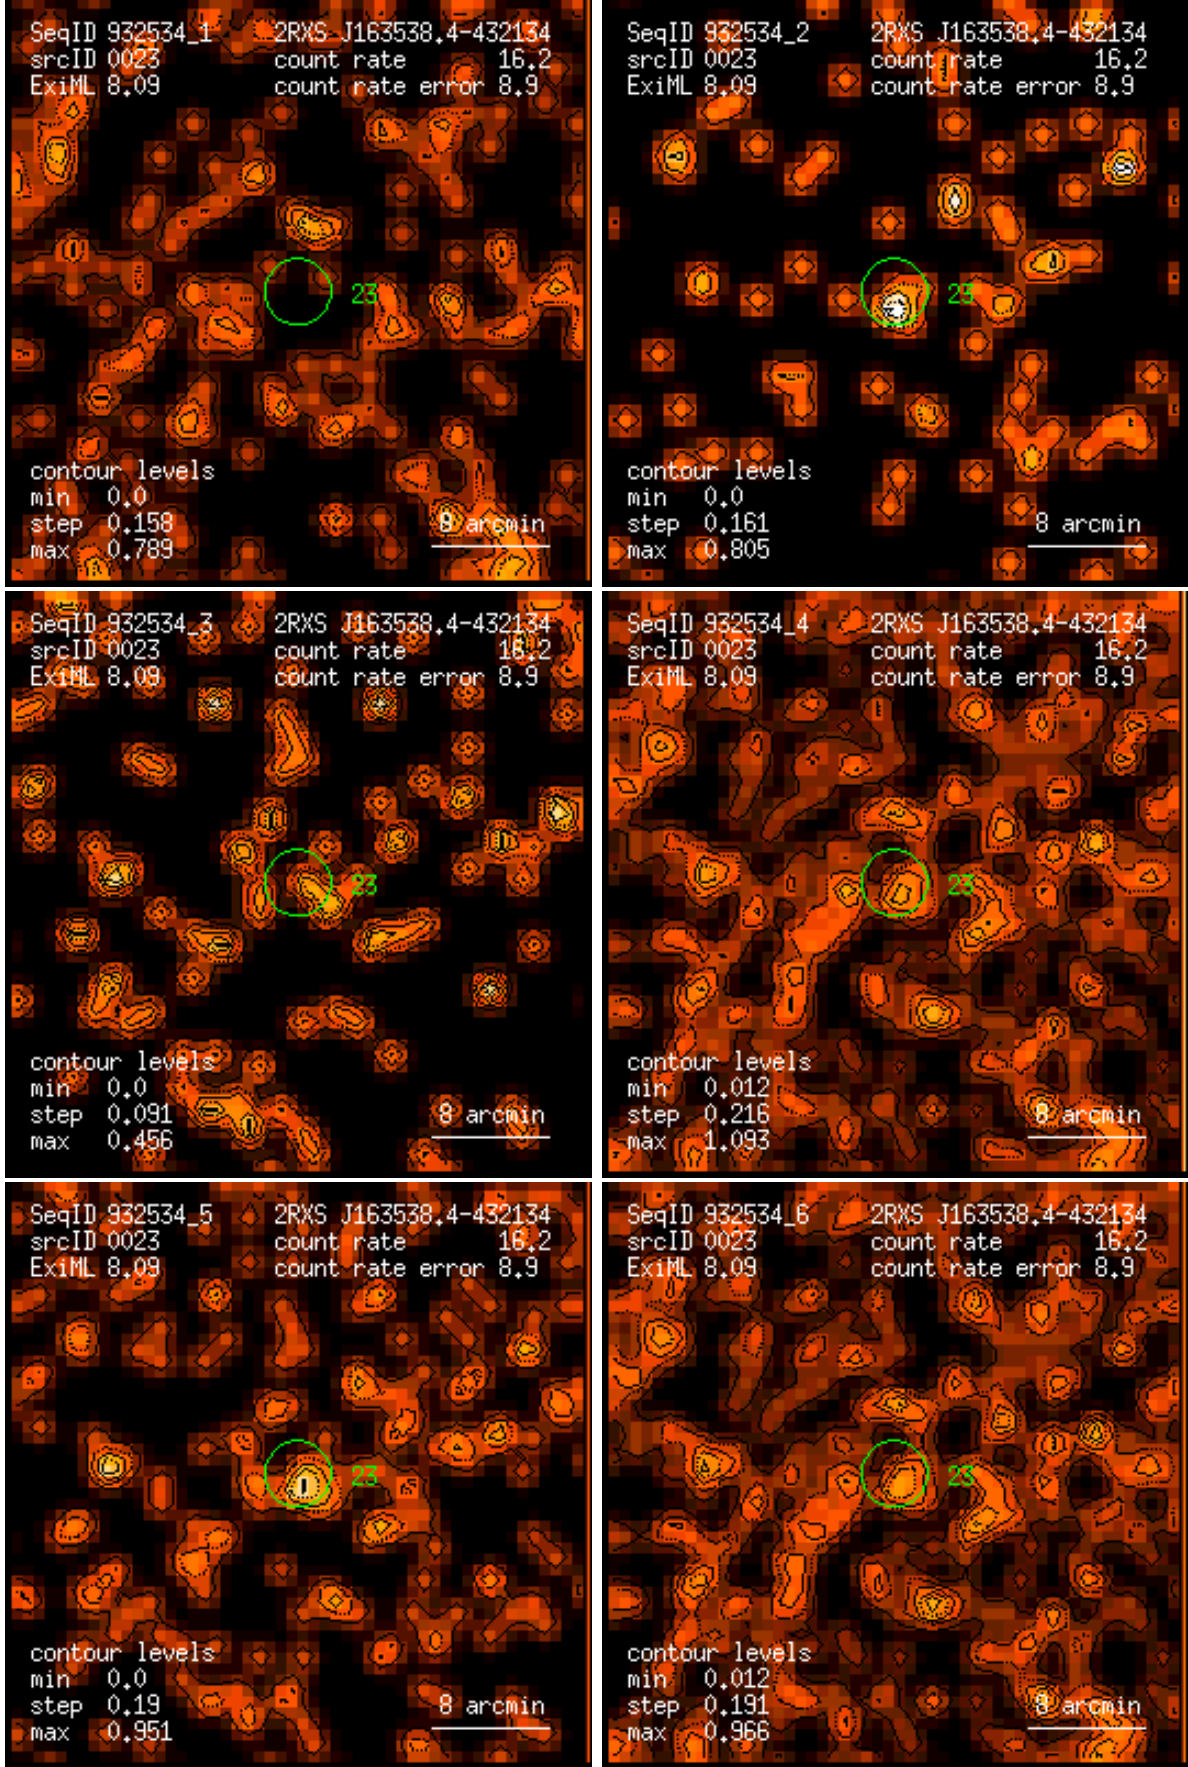 SeqID 932534_1 2RXS J163538.4-432134
srcID 0023 count rate 16.2
ExiML 8.09 count rate error 8.9
23
contour levels
min 0.0
step 0.158 8 arcmin
max 0.789
SeqID 932534_2 2RXS J163538.4-432134
srcID 0023 count rate 16.2
ExiML 8.09 count rate error 8.9
23
contour levels
min 0.0
step 0.161 8 arcmin
max 0.805
SeqID 932534_3 2RXS J163538.4-432134
srcID 0023 count rate 16.2
ExiML 8.09 count rate error 8.9
23
contour levels
min 0.0
step 0.091 8 arcmin
max 0.456
SeqID 932534_4 2RXS J163538.4-432134
srcID 0023 count rate 16.2
ExiML 8.09 count rate error 8.9
23
contour levels
min 0.012
step 0.216 8 arcmin
max 1.093
SeqID 932534_5 2RXS J163538.4-432134
srcID 0023 count rate 16.2
ExiML 8.09 count rate error 8.9
23
contour levels
min 0.0
step 0.19 8 arcmin
max 0.951
SeqID 932534_6 2RXS J163538.4-432134
srcID 0023 count rate 16.2
ExiML 8.09 count rate error 8.9
23
contour levels
min 0.012
step 0.191 8 arcmin
max 0.966